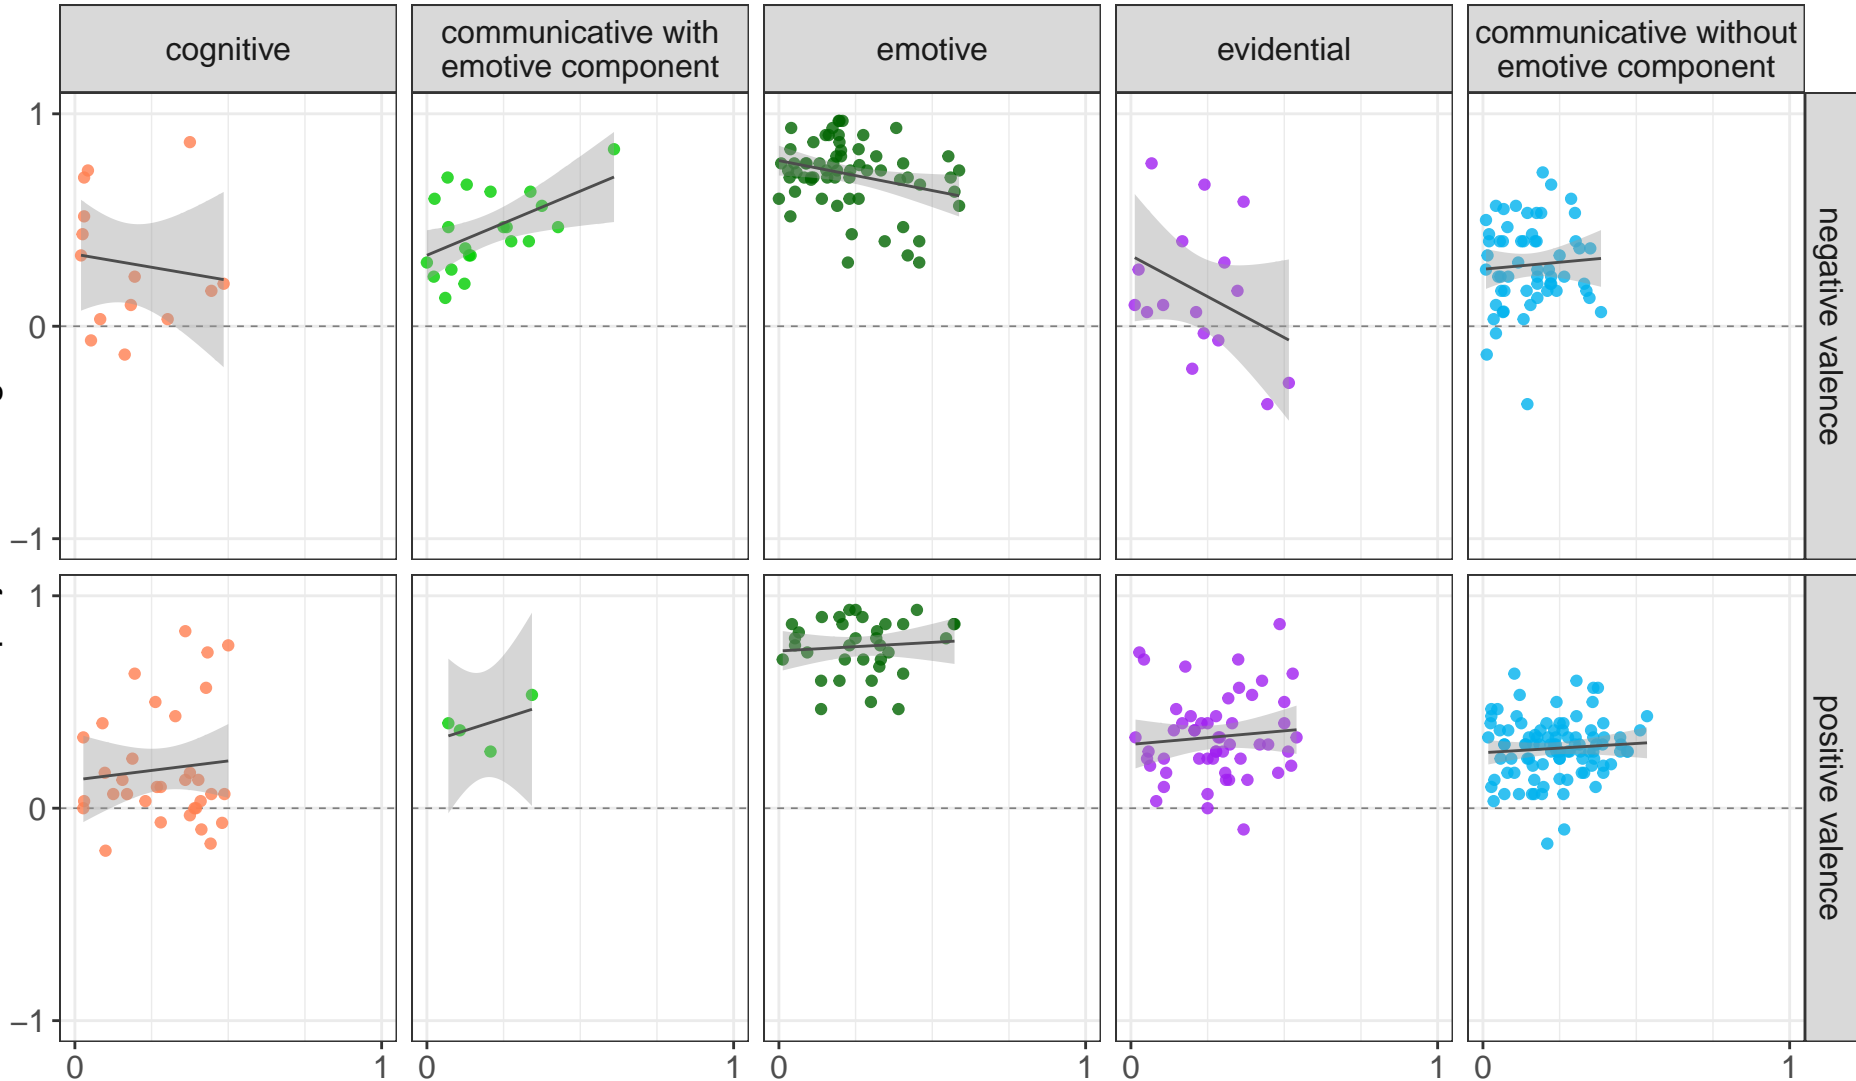 cognitive
communicative with
emotive component
emotive
evidential
communicative without
emotive component
1
0
−1
negative valence
1
0
−1
positive valence
0
1
0
1
0
1
0
1
0
1